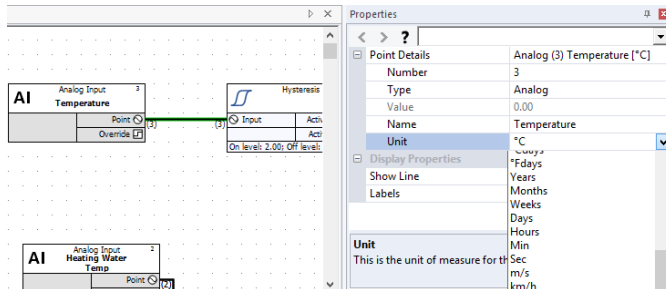 Analog Input 3
AI
Temperature
Point
Override
(3)
(3)
Hysteresis
Input
Activ
Acti
On level: 2.00; Off level:
Analog Input 2
AI
Heating Water
Temp
Point
(2)
Properties
?
Point Details Analog (3) Temperature [°C]
Number 3
Type Analog
Value 0.00
Name Temperature
Unit °C
Display Properties
Show Line
Labels
°Cdays
°Fdays
Years
Months
Weeks
Days
Hours
Min
Sec
m/s
km/h
Unit
This is the unit of measure for th